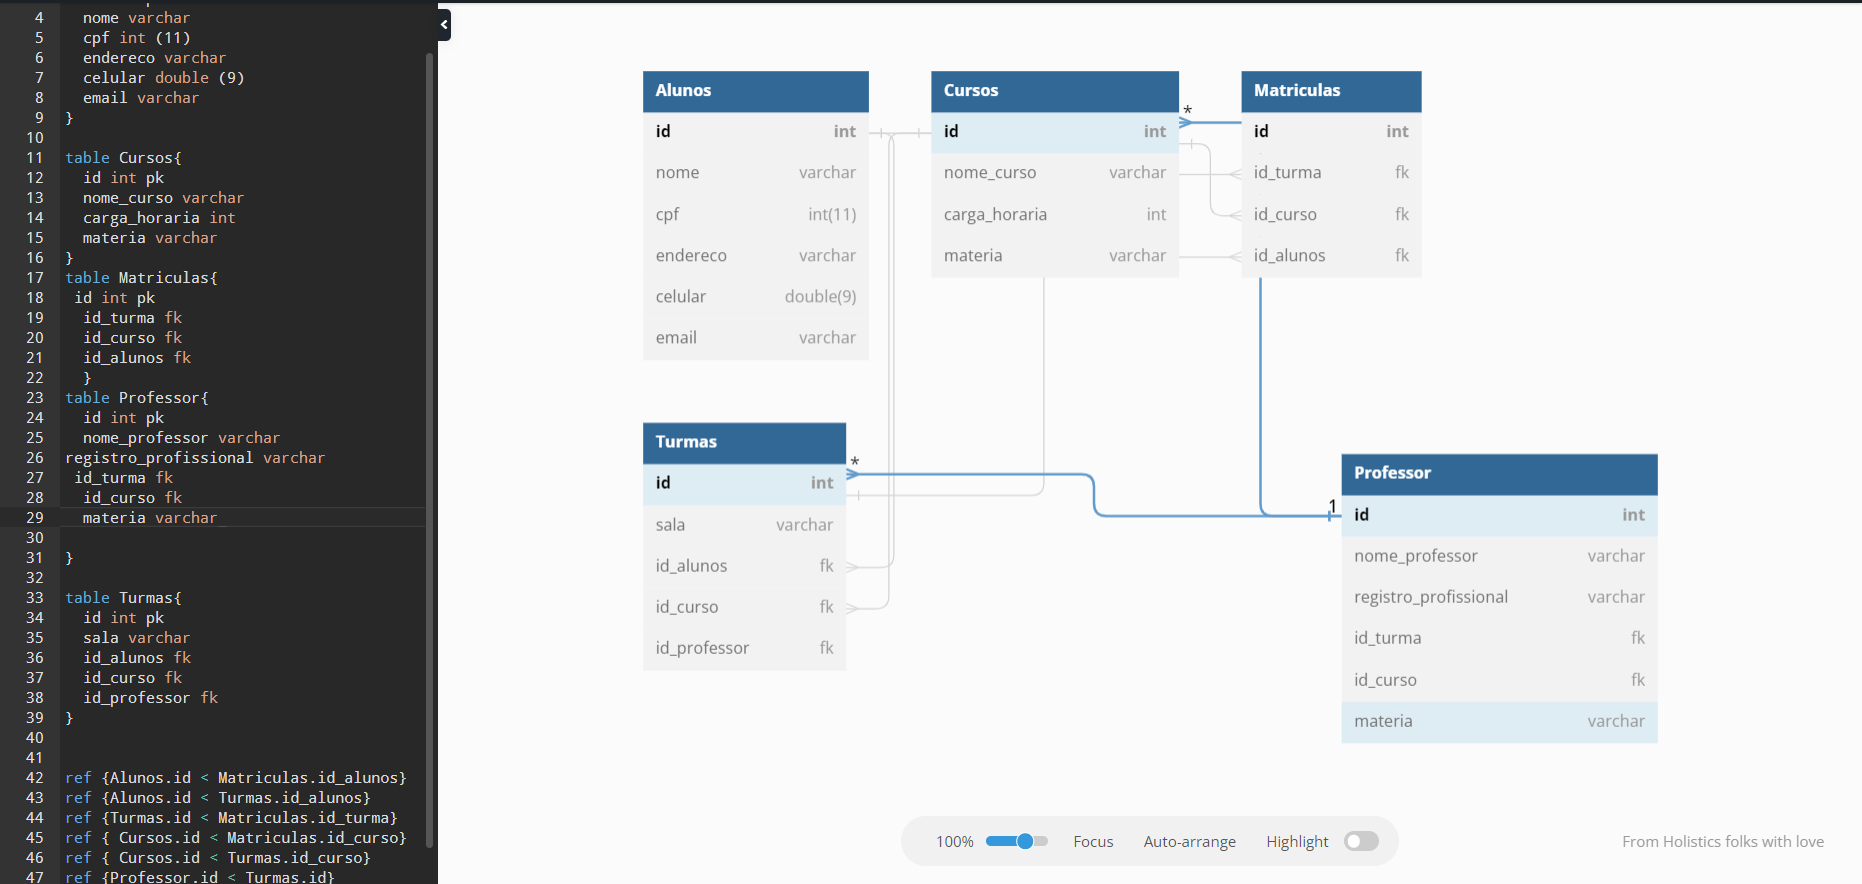 4 nome varchar
5 cpf int (11)
6 endereco varchar
7 celular double (9)
8 email varchar
9 }
10
11 table Cursos{
12 id int pk
13 nome_curso varchar
14 carga_horaria int
15 materia varchar
16 }
17 table Matriculas{
18 id int pk
19 id_turma fk
20 id_curso fk
21 id_alunos fk
22 }
23 table Professor{
24 id int pk
25 nome_professor varchar
26 registro_profissional varchar
27 id_turma fk
28 id_curso fk
29 materia varchar
30
31 }
32
33 table Turmas{
34 id int pk
35 sala varchar
36 id_alunos fk
37 id_curso fk
38 id_professor fk
39 }
40
41
42 ref {Alunos.id < Matriculas.id_alunos}
43 ref {Alunos.id < Turmas.id_alunos}
44 ref {Turmas.id < Matriculas.id_turma}
45 ref { Cursos.id < Matriculas.id_curso}
46 ref { Cursos.id < Turmas.id_curso}
47 ref {Professor.id < Turmas.id}
Alunos
id int
nome varchar
cpf int(11)
endereco varchar
celular double(9)
email varchar
Cursos
*
id int
nome_curso varchar
carga_horaria int
materia varchar
Matriculas
id int
id_turma fk
id_curso fk
id_alunos fk
Turmas
*
id int
sala varchar
id_alunos fk
id_curso fk
id_professor fk
Professor
1
id int
nome_professor varchar
registro_profissional varchar
id_turma fk
id_curso fk
materia varchar
100% Focus Auto-arrange Highlight
From Holistics folks with love